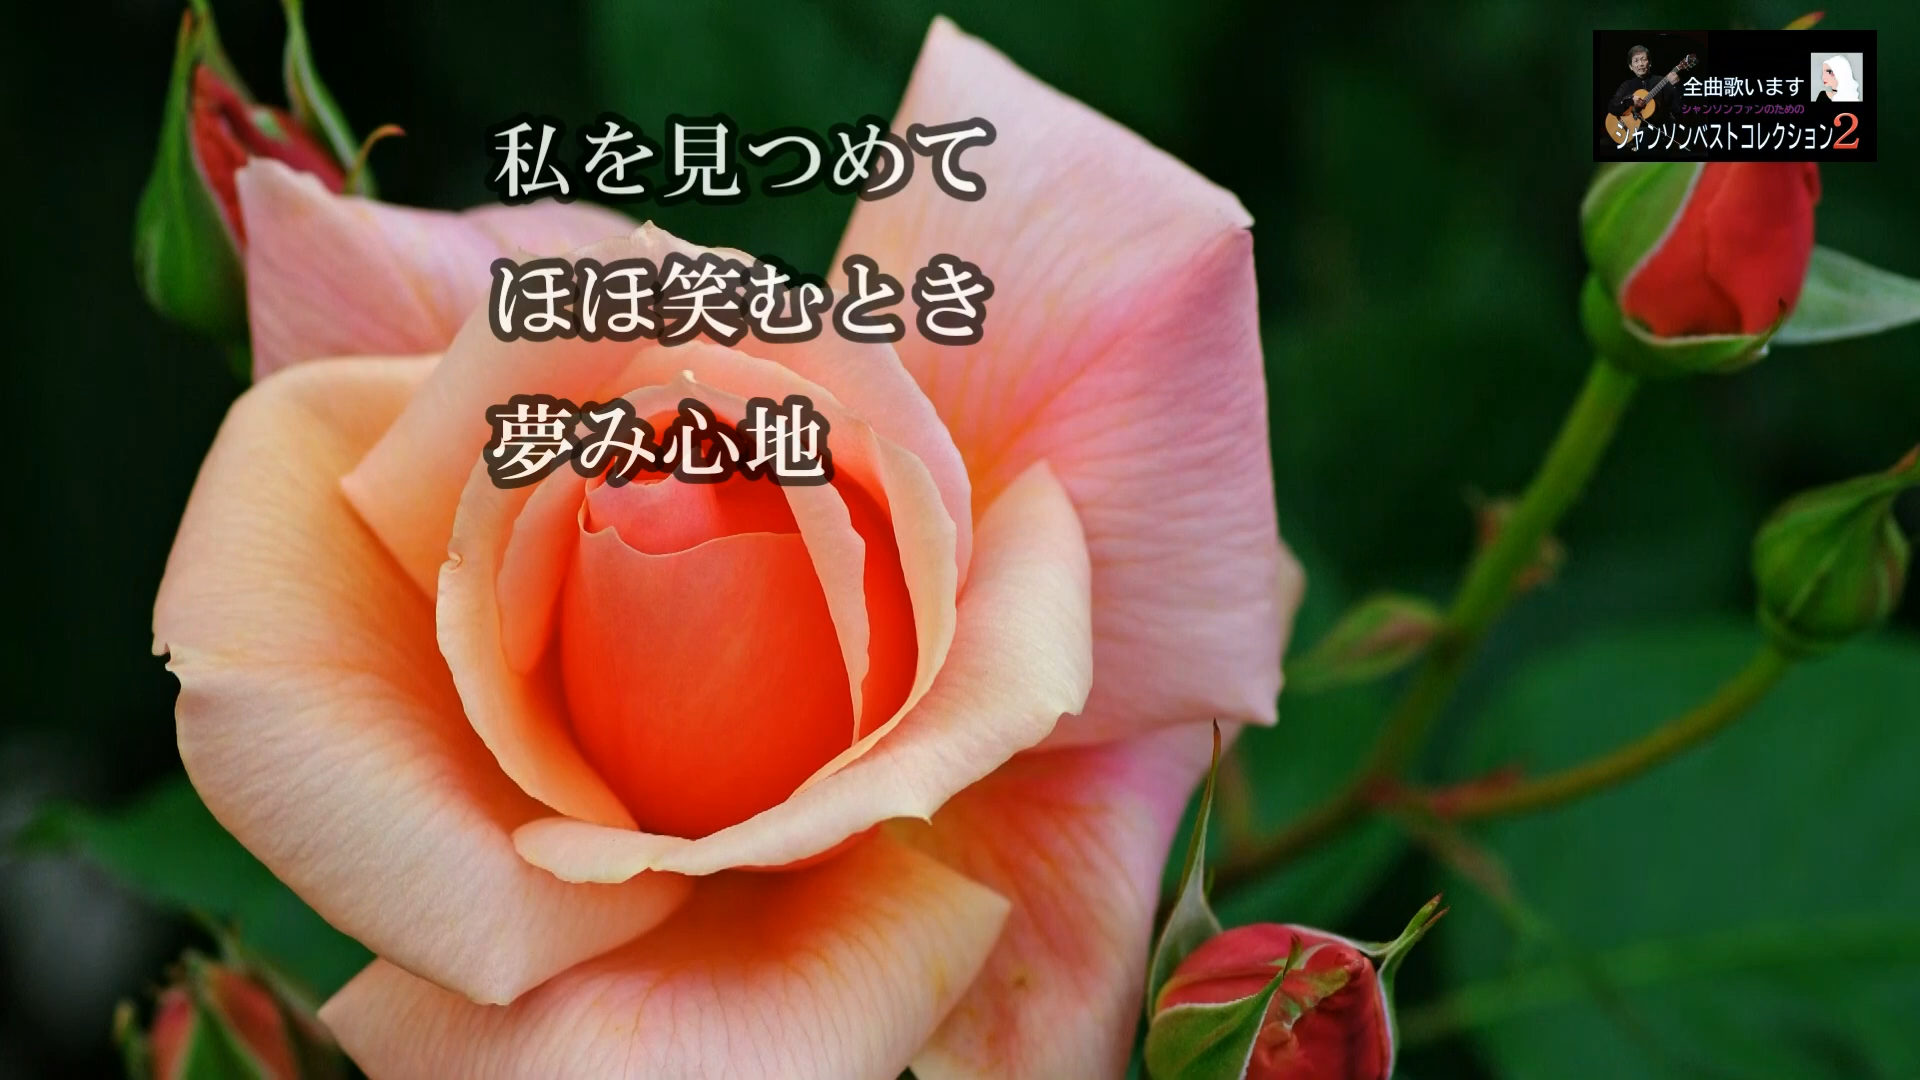 私を見つめて
ほほ笑むとき
夢み心地
全曲歌います
シャンソンファンのための
シャンソンベストコレクション2